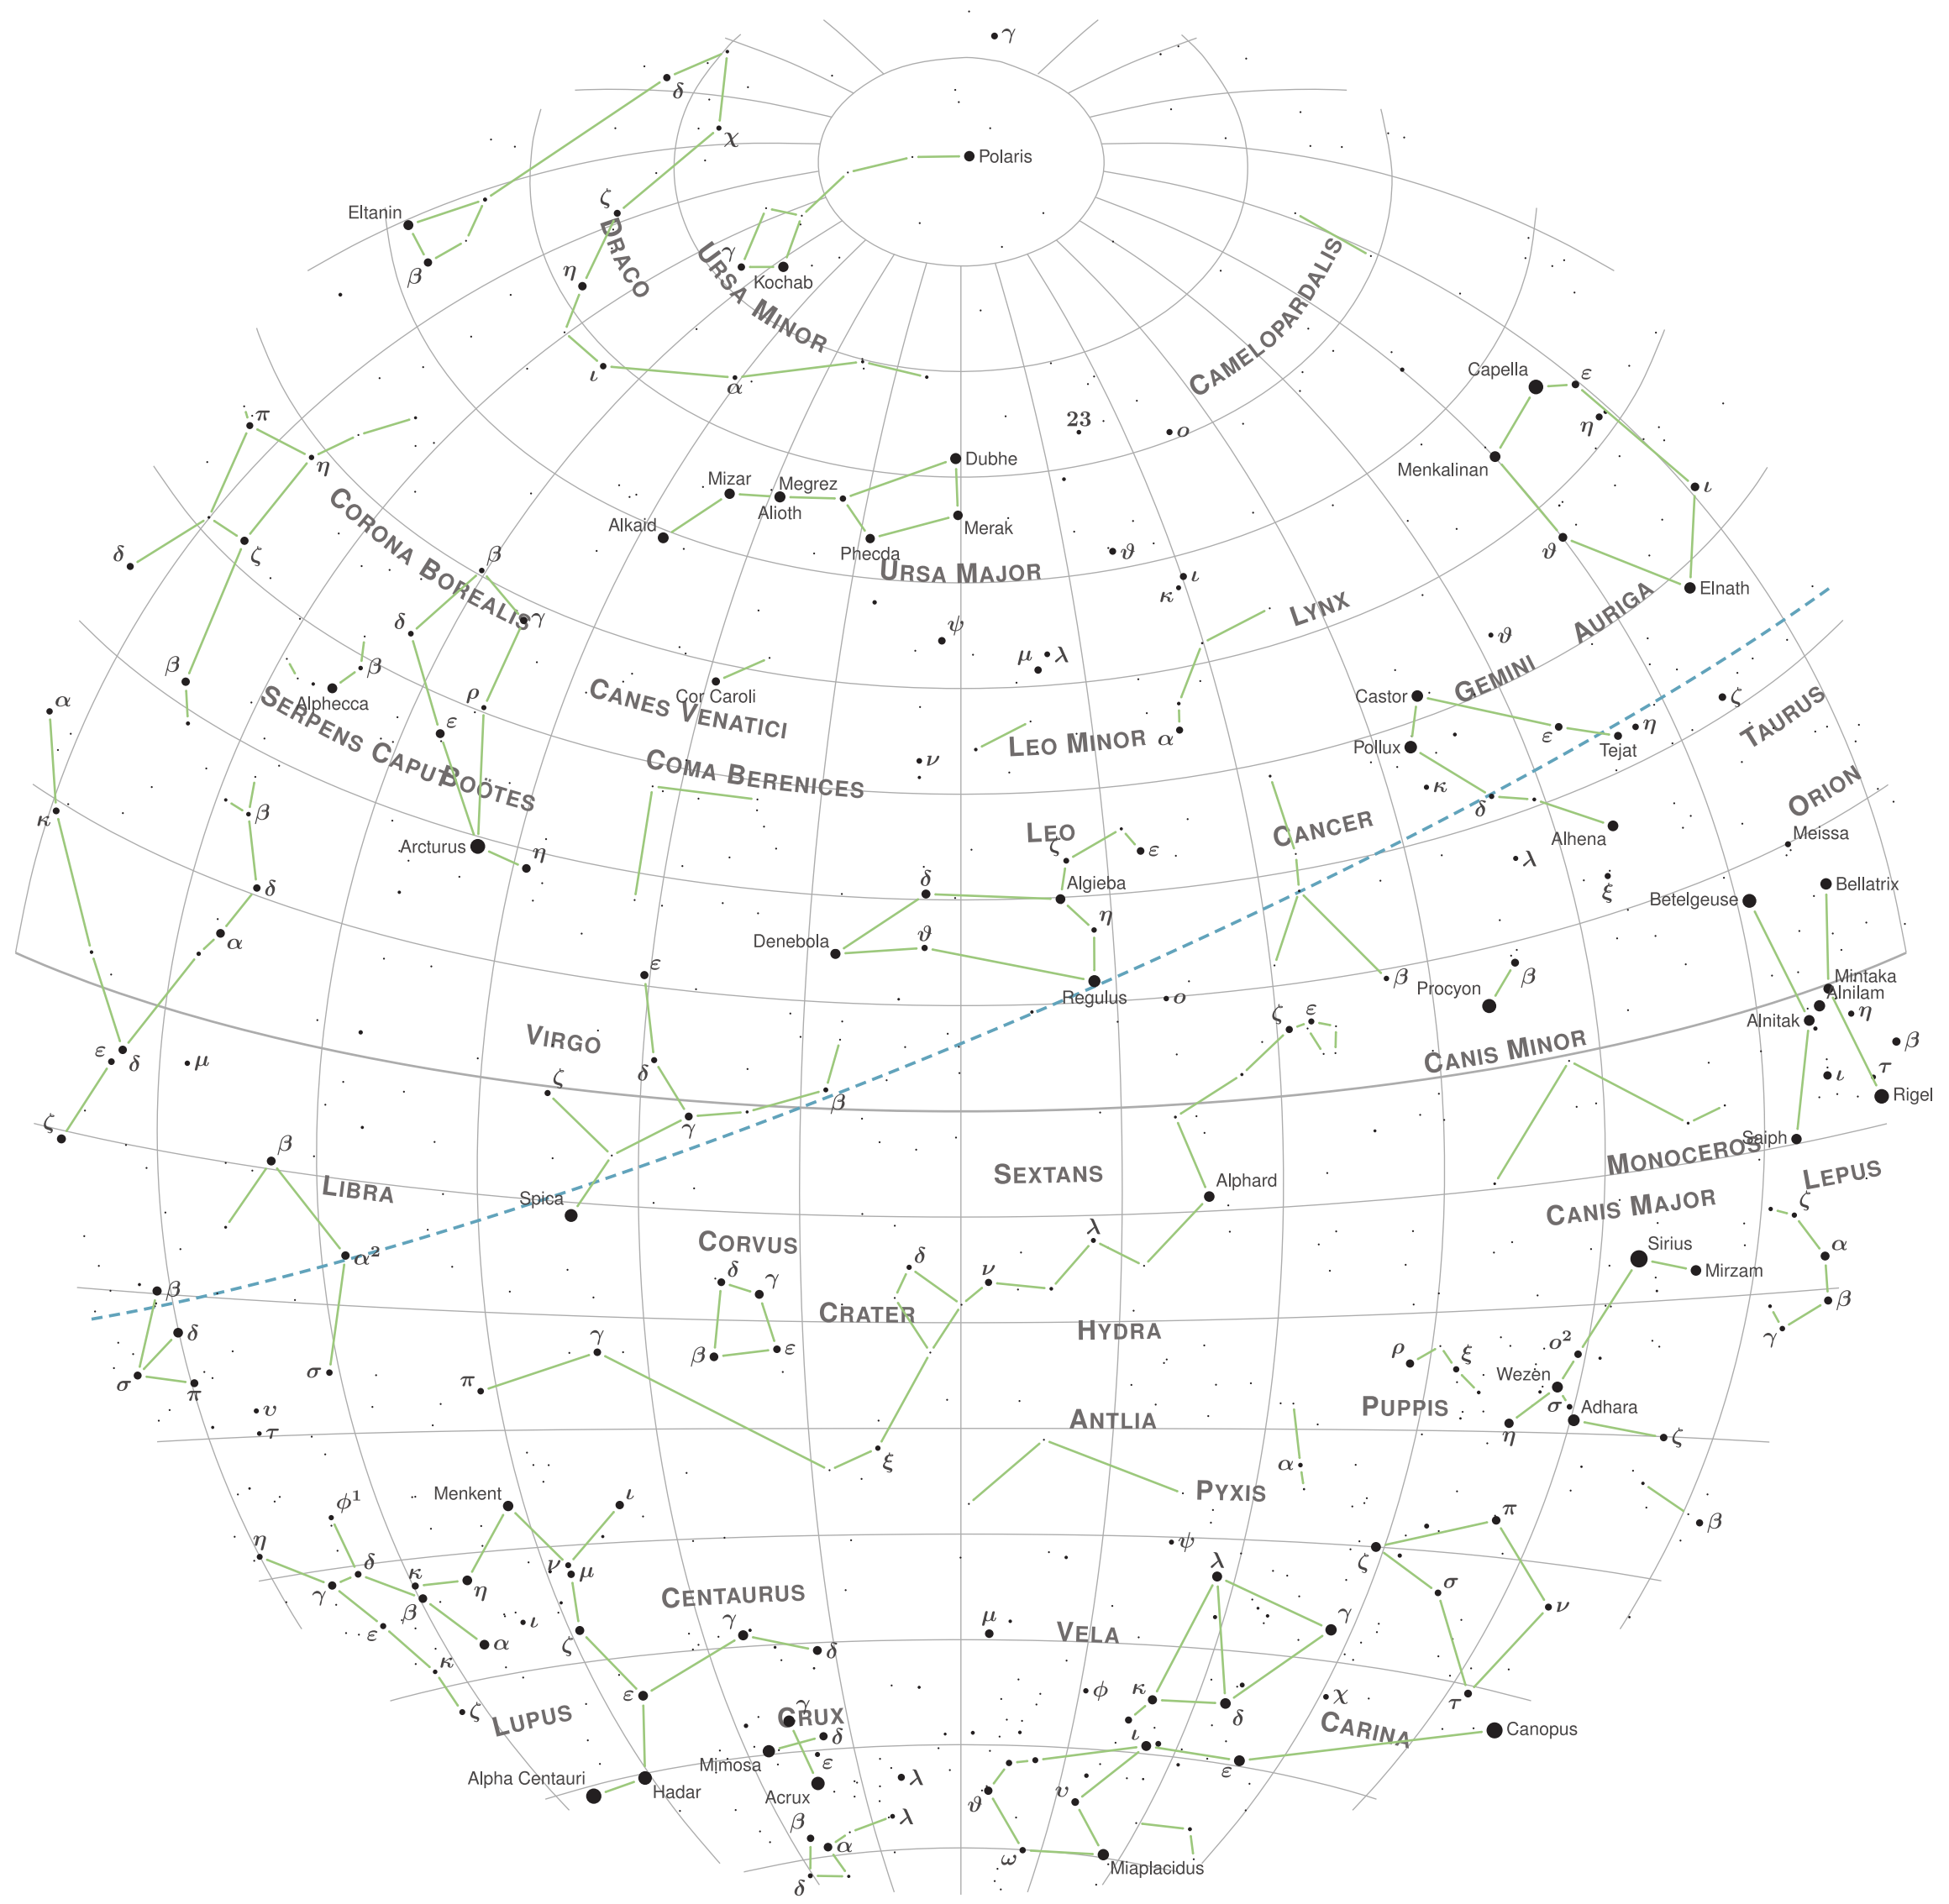 γ
δ
χ
Polaris
Eltanin
ζ
DRACO
β
η
γ
Kochab
URSA MINOR
CAMELOPARDALIS
ι
α
Capella
ε
η
π
23
ο
η
Dubhe
Menkalinan
Mizar
Megrez
Alioth
ι
Alkaid
Merak
Phecda
ϑ
ϑ
δ
ζ
CORONA BOREALIS
β
URSA MAJOR
ι
κ
Elnath
LYNX
AURIGA
δ
γ
ψ
μ
λ
ϑ
β
β
Alphecca
ρ
Cor Caroli
CANES VENATICI
Castor
GEMINI
ζ
TAURUS
α
SERPENS CAPUT
ε
LEO MINOR
α
Pollux
ε
η
Tejat
ν
BOÖTES
COMA BERENICES
κ
δ
ORION
κ
β
LEO
CANCER
Alhena
Meissa
Arcturus
η
ζ
ε
λ
δ
δ
Algieba
ξ
Bellatrix
Betelgeuse
α
Denebola
ϑ
η
ε
Regulus
ο
β
Procyon
β
Mintaka
Alnilam
η
Alnitak
VIRGO
ζ
ε
CANIS MINOR
β
ε
δ
μ
δ
ζ
β
τ
ι
Rigel
ζ
γ
β
Saiph
MONOCEROS
LIBRA
SEXTANS
Alphard
LEPUS
Spica
CANIS MAJOR
ζ
CORVUS
λ
Sirius
α
α²
δ
γ
δ
ν
Mirzam
β
CRATER
HYDRA
β
δ
γ
γ
β
ε
ρ
ξ
ο²
σ
π
σ
π
Wezen
PUPPIS
σ
Adhara
υ
τ
ANTLIA
η
ζ
ξ
α
Menkent
ι
PYXIS
ϕ¹
π
β
η
δ
ν
μ
ψ
ζ
γ
κ
η
λ
σ
β
CENTAURUS
ν
ε
ι
α
ζ
γ
μ
VELA
γ
κ
δ
ζ
ε
ϕ
κ
δ
χ
τ
LUPUS
γ
CRUX
δ
ι
CARINA
Canopus
Mimosa
ε
ε
Alpha Centauri
Hadar
Acrux
λ
ϑ
υ
β
α
λ
ω
Miaplacidus
δ